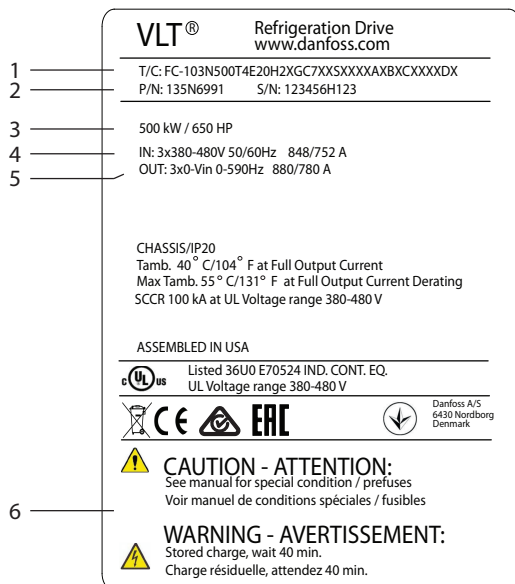 VLT® Refrigeration Drive
www.danfoss.com
1 T/C: FC-103N500T4E20H2XGC7XXSXXXXAXBXCXXXXDX
2 P/N: 135N6991 S/N: 123456H123
3 500 kW / 650 HP
4 IN: 3x380-480V 50/60Hz 848/752 A
5 OUT: 3x0-Vin 0-590Hz 880/780 A
CHASSIS/IP20
Tamb. 40° C/104° F at Full Output Current
Max Tamb. 55° C/131° F at Full Output Current Derating
SCCR 100 kA at UL Voltage range 380-480 V
ASSEMBLED IN USA
c UL us Listed 36U0 E70524 IND. CONT. EQ.
UL Voltage range 380-480 V
CE EAC
Danfoss A/S
6430 Nordborg
Denmark
CAUTION - ATTENTION:
See manual for special condition / prefuses
Voir manuel de conditions spéciales / fusibles
6
WARNING - AVERTISSEMENT:
Stored charge, wait 40 min.
Charge résiduelle, attendez 40 min.